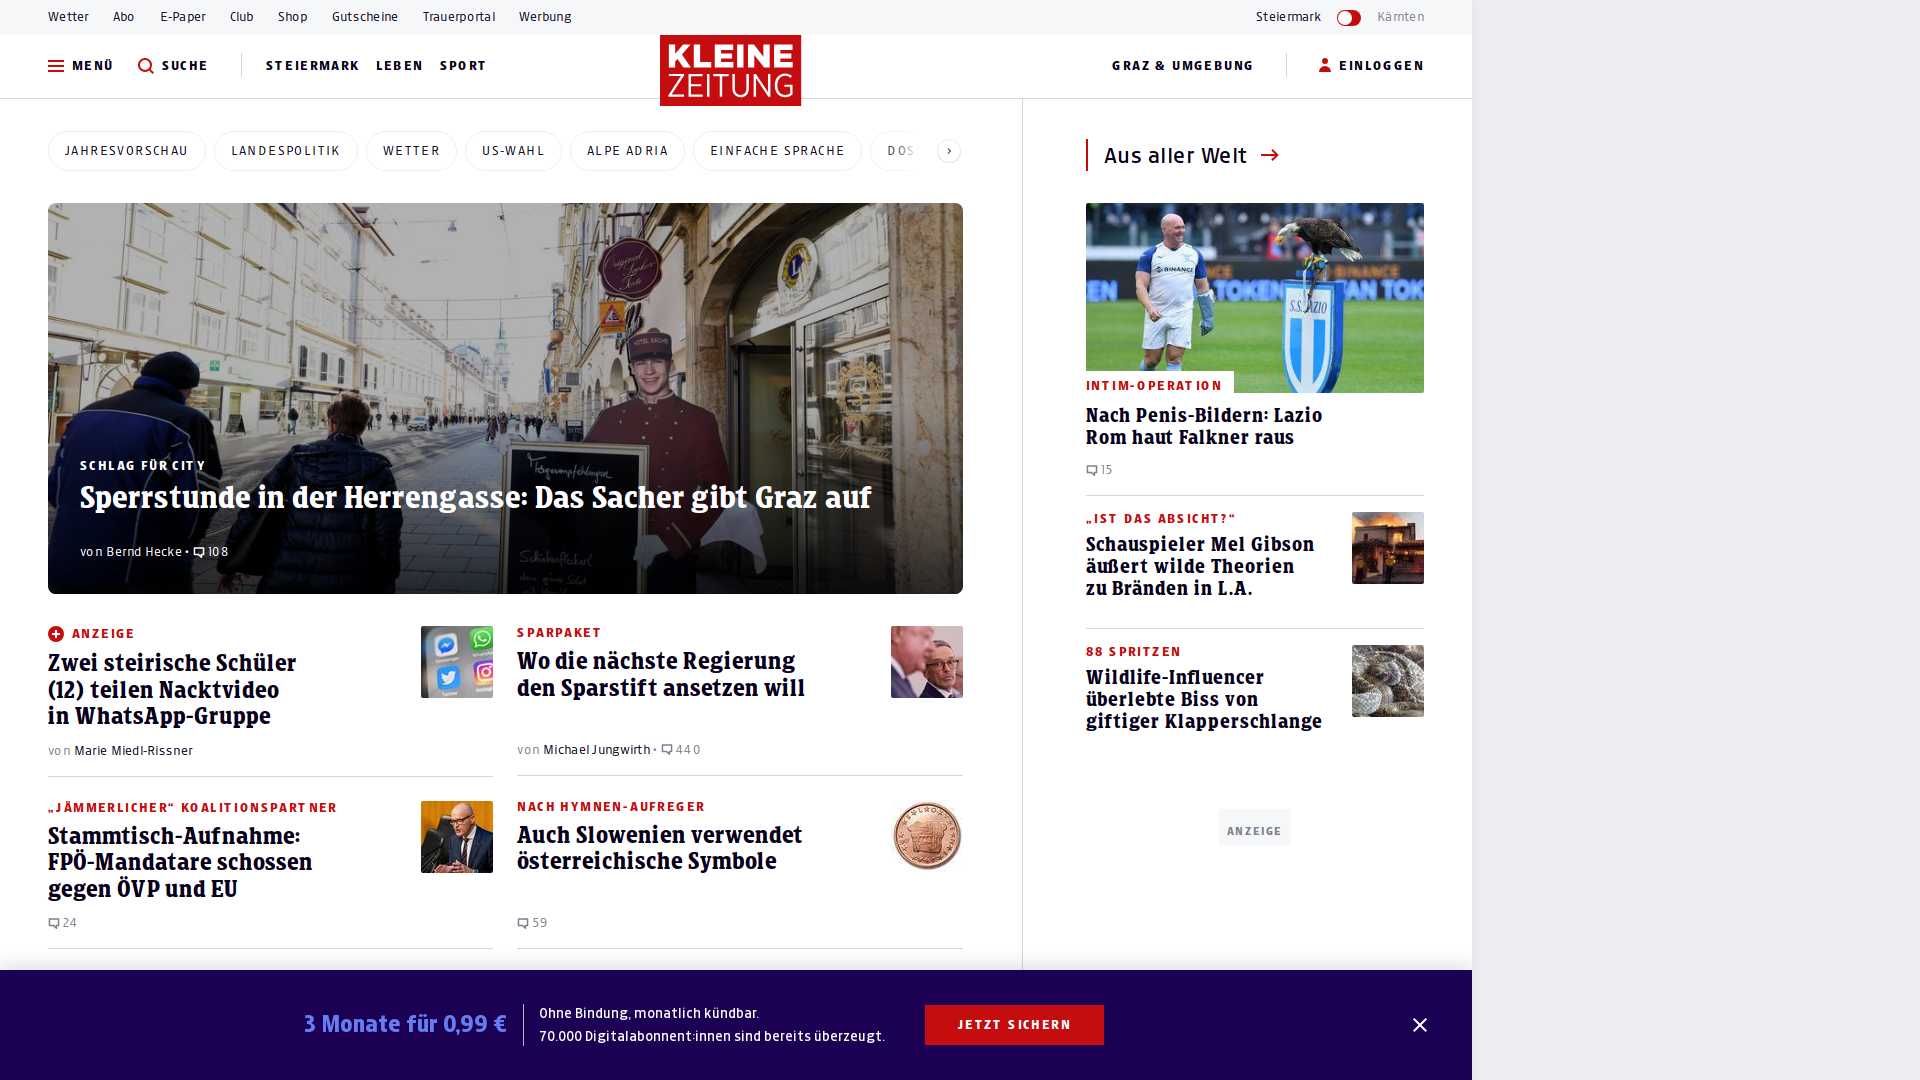 Wetter
Abo
E-Paper
Club
Shop
Gutscheine
Trauerportal
Werbung
Steiermark
Kärnten
MENÜ
SUCHE
STEIERMARK
LEBEN
SPORT
KLEINE
ZEITUNG
GRAZ & UMGEBUNG
EINLOGGEN
JAHRESVORSCHAU
LANDESPOLITIK
WETTER
US-WAHL
ALPE ADRIA
EINFACHE SPRACHE
DOS
SCHLAG FÜR CITY
Sperrstunde in der Herrengasse: Das Sacher gibt Graz auf
von Bernd Hecke • 108
ANZEIGE
Zwei steirische Schüler
(12) teilen Nacktvideo
in WhatsApp-Gruppe
von Marie Miedl-Rissner
SPARPAKET
Wo die nächste Regierung
den Sparstift ansetzen will
von Michael Jungwirth • 440
„JÄMMERLICHER“ KOALITIONSPARTNER
Stammtisch-Aufnahme:
FPÖ-Mandatare schossen
gegen ÖVP und EU
24
NACH HYMNEN-AUFREGER
Auch Slowenien verwendet
österreichische Symbole
59
Aus aller Welt
BINANCE
TOKEN
S.S.LAZIO
INTIM-OPERATION
Nach Penis-Bildern: Lazio
Rom haut Falkner raus
15
„IST DAS ABSICHT?“
Schauspieler Mel Gibson
äußert wilde Theorien
zu Bränden in L.A.
88 SPRITZEN
Wildlife-Influencer
überlebte Biss von
giftiger Klapperschlange
ANZEIGE
3 Monate für 0,99 €
Ohne Bindung, monatlich kündbar.
70.000 Digitalabonnent:innen sind bereits überzeugt.
JETZT SICHERN